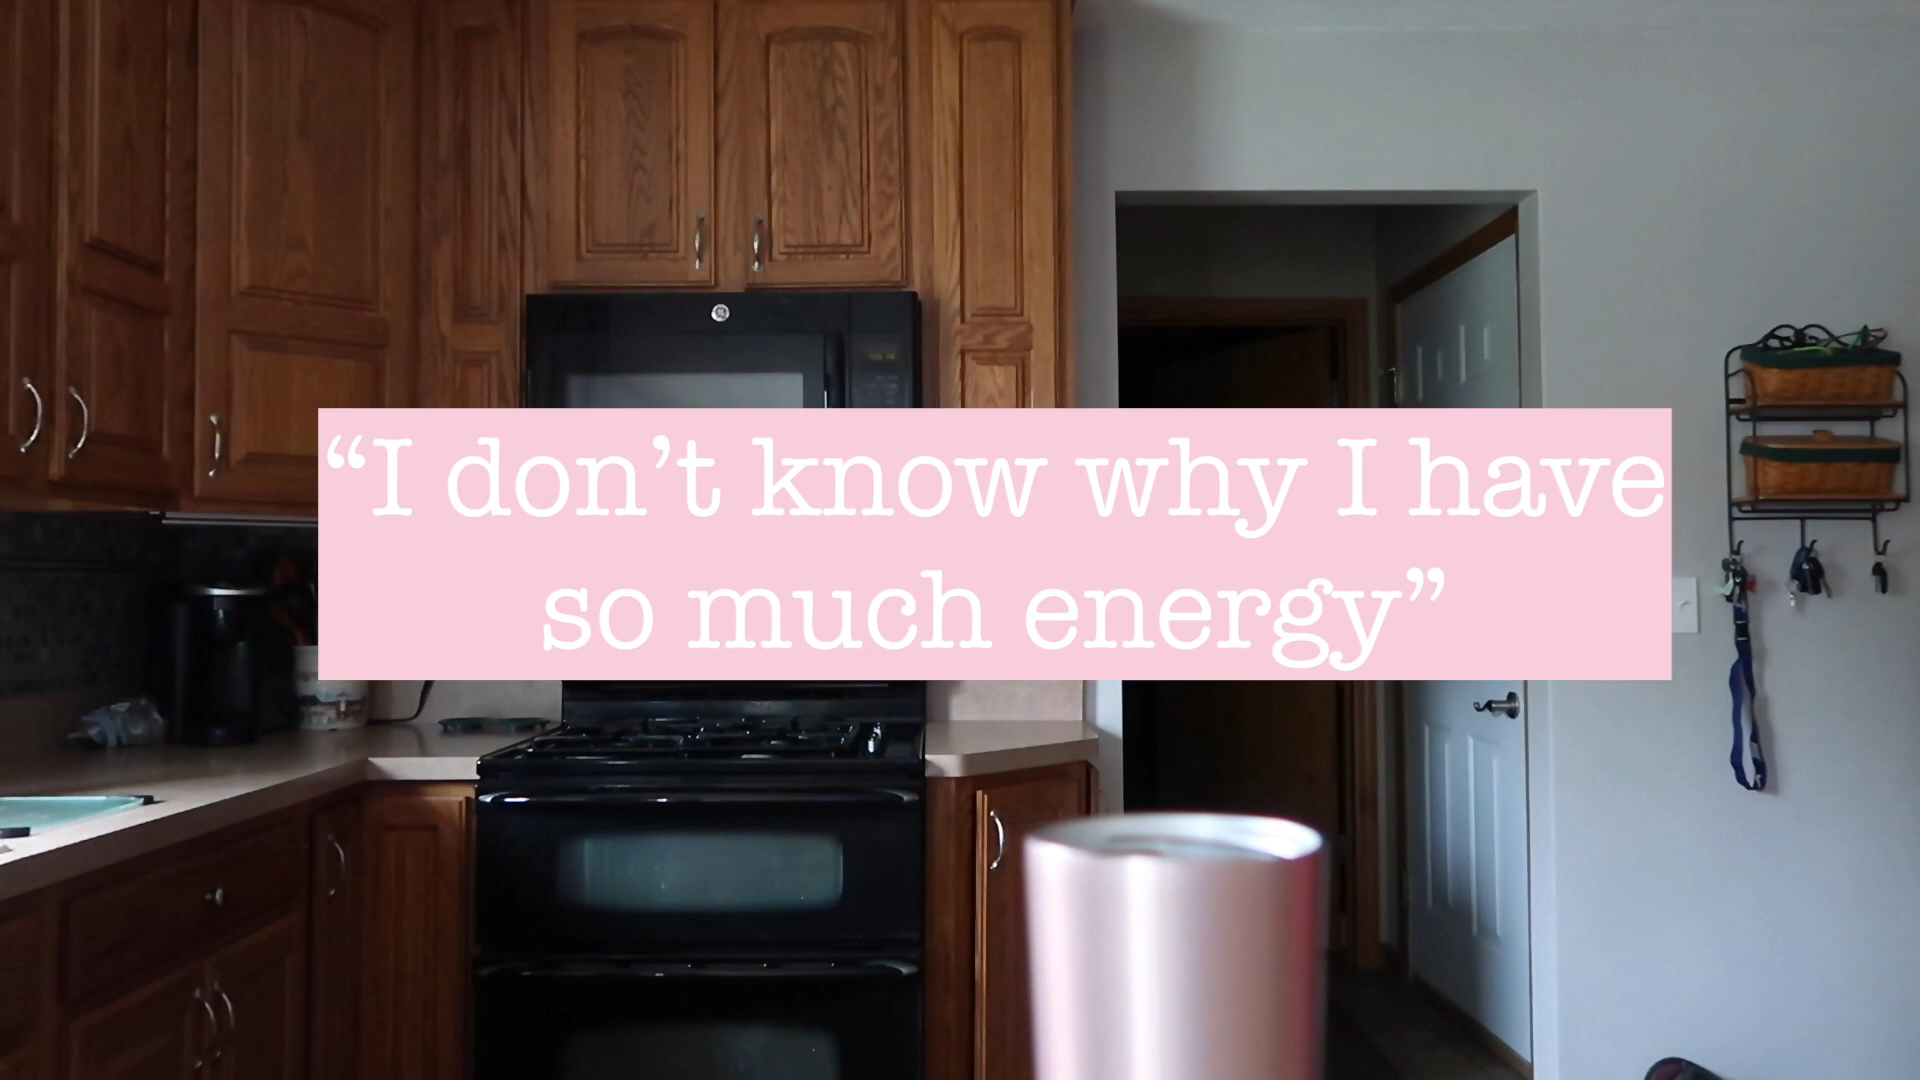 “I don’t know why I have
so much energy”